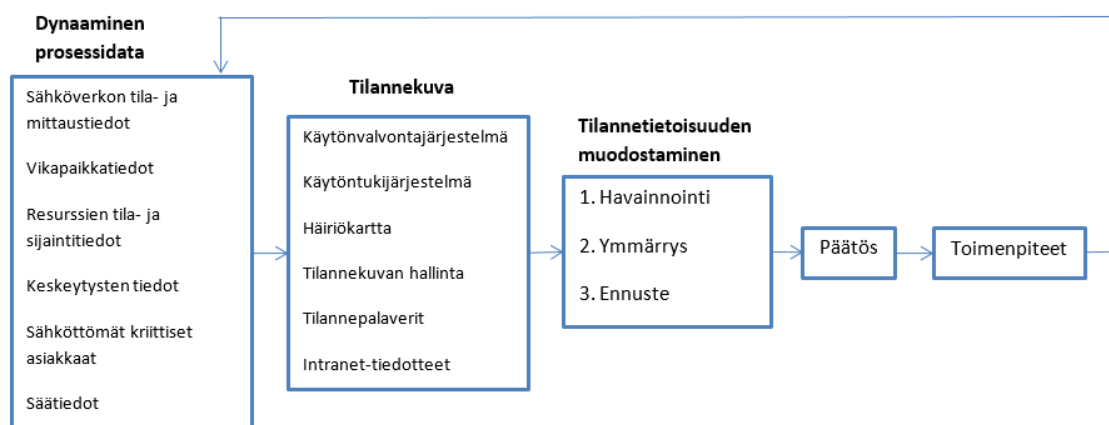 Dynaaminen
prosessidata
Sähköverkon tila- ja
mittaustiedot
Vikapaikkatiedot
Resurssien tila- ja
sijaintitiedot
Keskeytysten tiedot
Sähköttömät kriittiset
asiakkaat
Säätiedot
Tilannekuva
Käytönvalvontajärjestelmä
Käytöntukijärjestelmä
Häiriökartta
Tilannekuvan hallinta
Tilannepalaverit
Intranet-tiedotteet
Tilannetietoisuuden
muodostaminen
1. Havainnointi
2. Ymmärrys
3. Ennuste
Päätös
Toimenpiteet